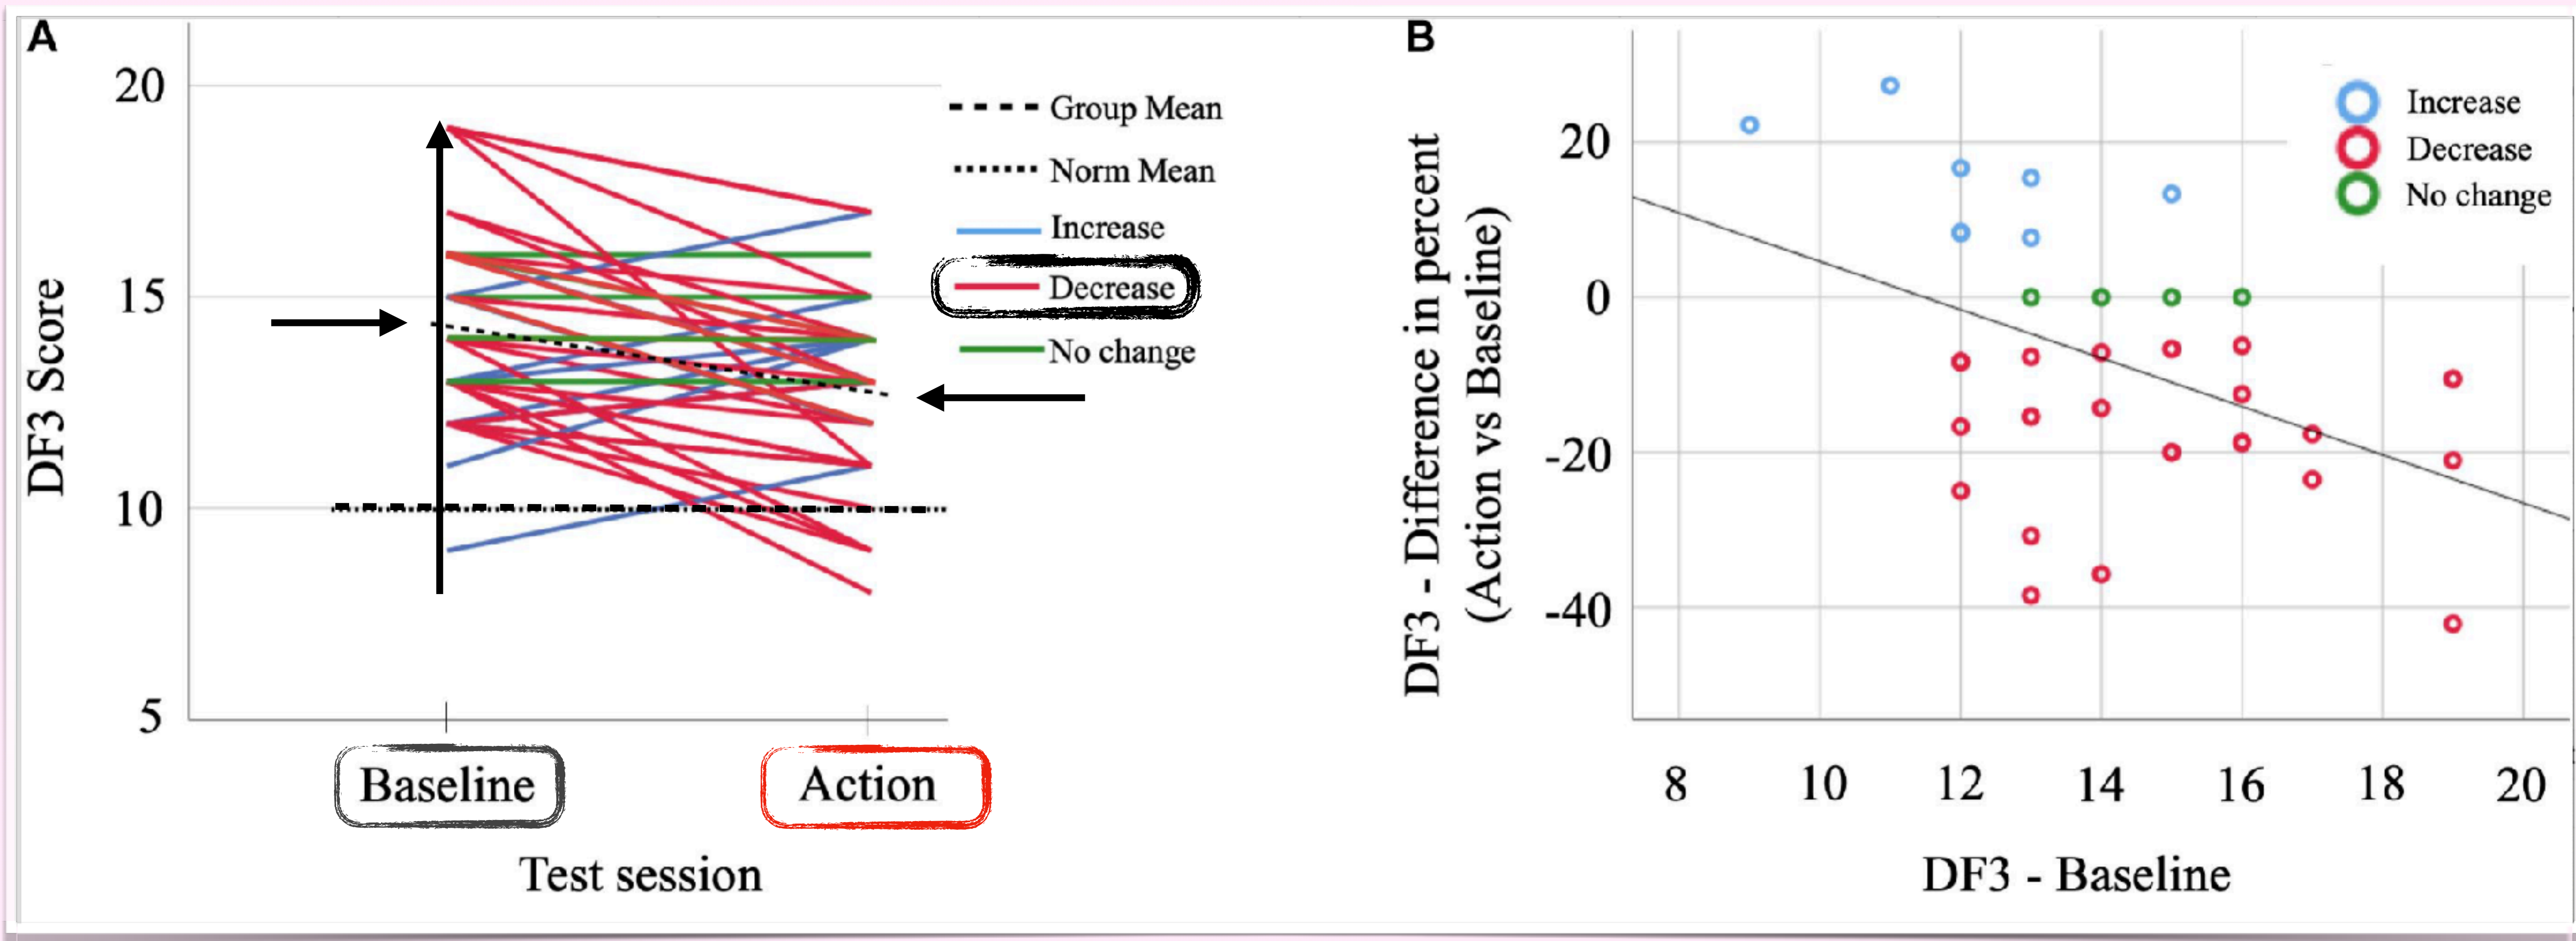 A
20
15
10
5
DF3 Score
Group Mean
Norm Mean
Increase
Decrease
No change
Baseline
Action
Test session
B
20
0
-20
-40
DF3 - Difference in percent
(Action vs Baseline)
Increase
Decrease
No change
8 10 12 14 16 18 20
DF3 - Baseline